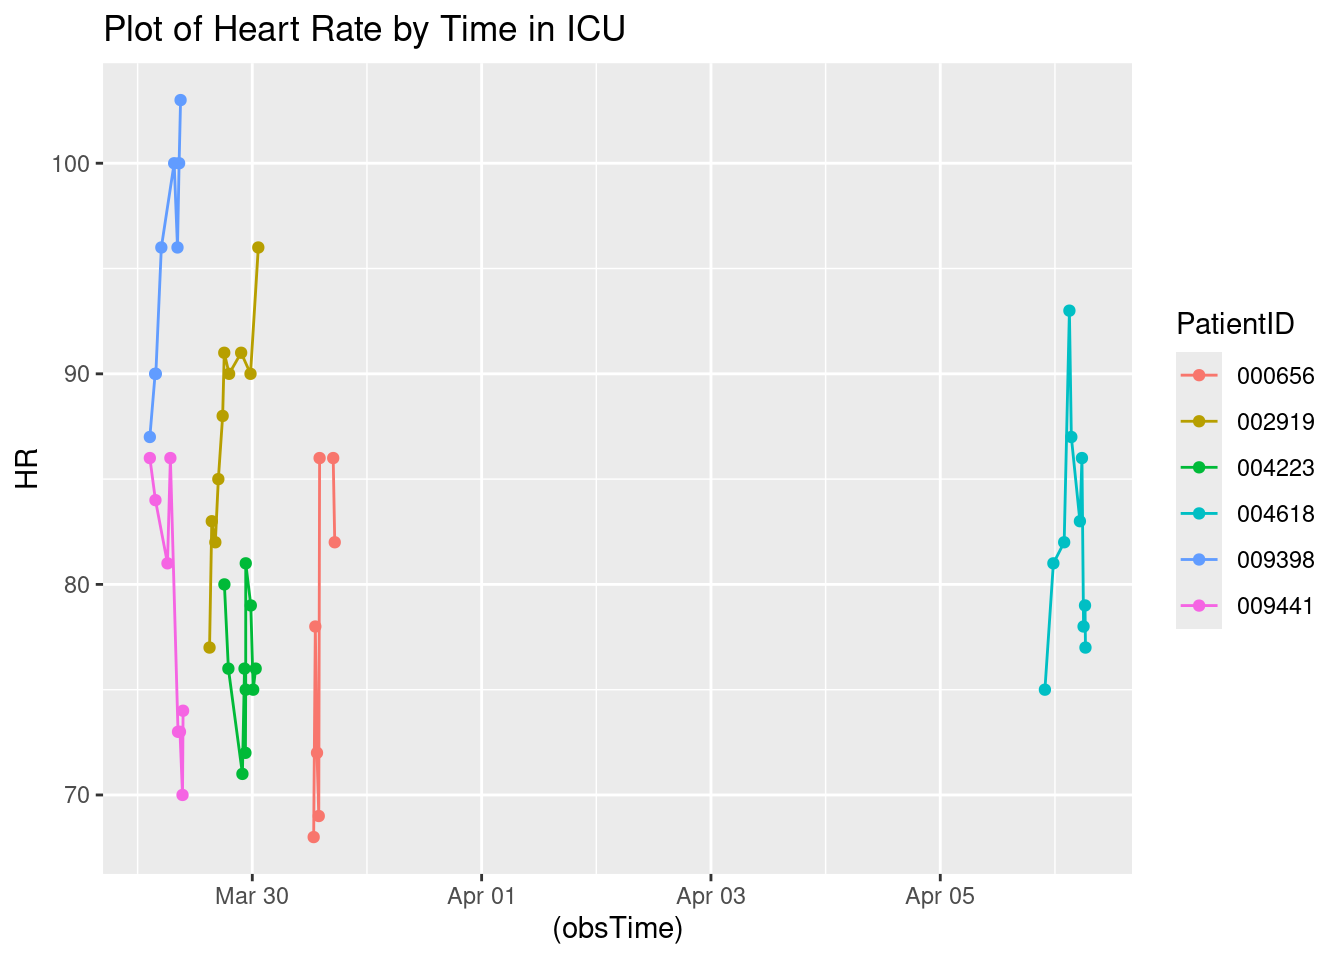 Plot of Heart Rate by Time in ICU
100
90
80
70
HR
Mar 30
Apr 01
Apr 03
Apr 05
(obsTime)
PatientID
000656
002919
004223
004618
009398
009441